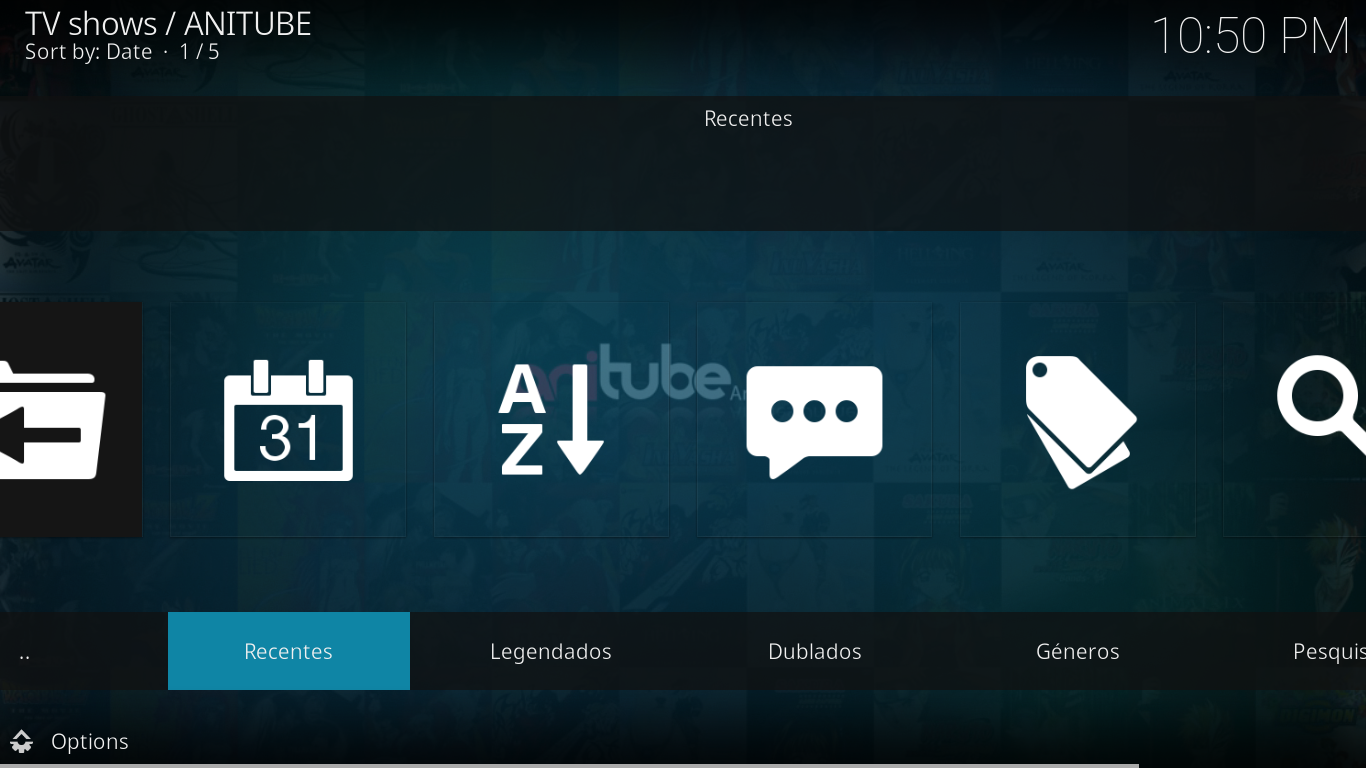 TV shows / ANITUBE
Sort by: Date · 1 / 5
10:50 PM
Recentes
AVATAR
31
A
Z
anitube
..
Recentes
Legendados
Dublados
Géneros
Pesquis
Options